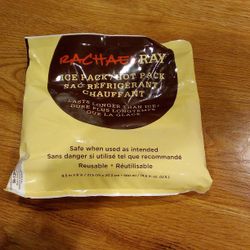 RACHAEL RAY
ICE PACK/HOT PACK
SAC RÉFRIGÉRANT
CHAUFFANT
LASTS LONGER THAN ICE
DURE PLUS LONGTEMPS
QUE LA GLACE
Safe when used as intended
Sans danger si utilisé tel que recommandé
Reusable • Réutilisable